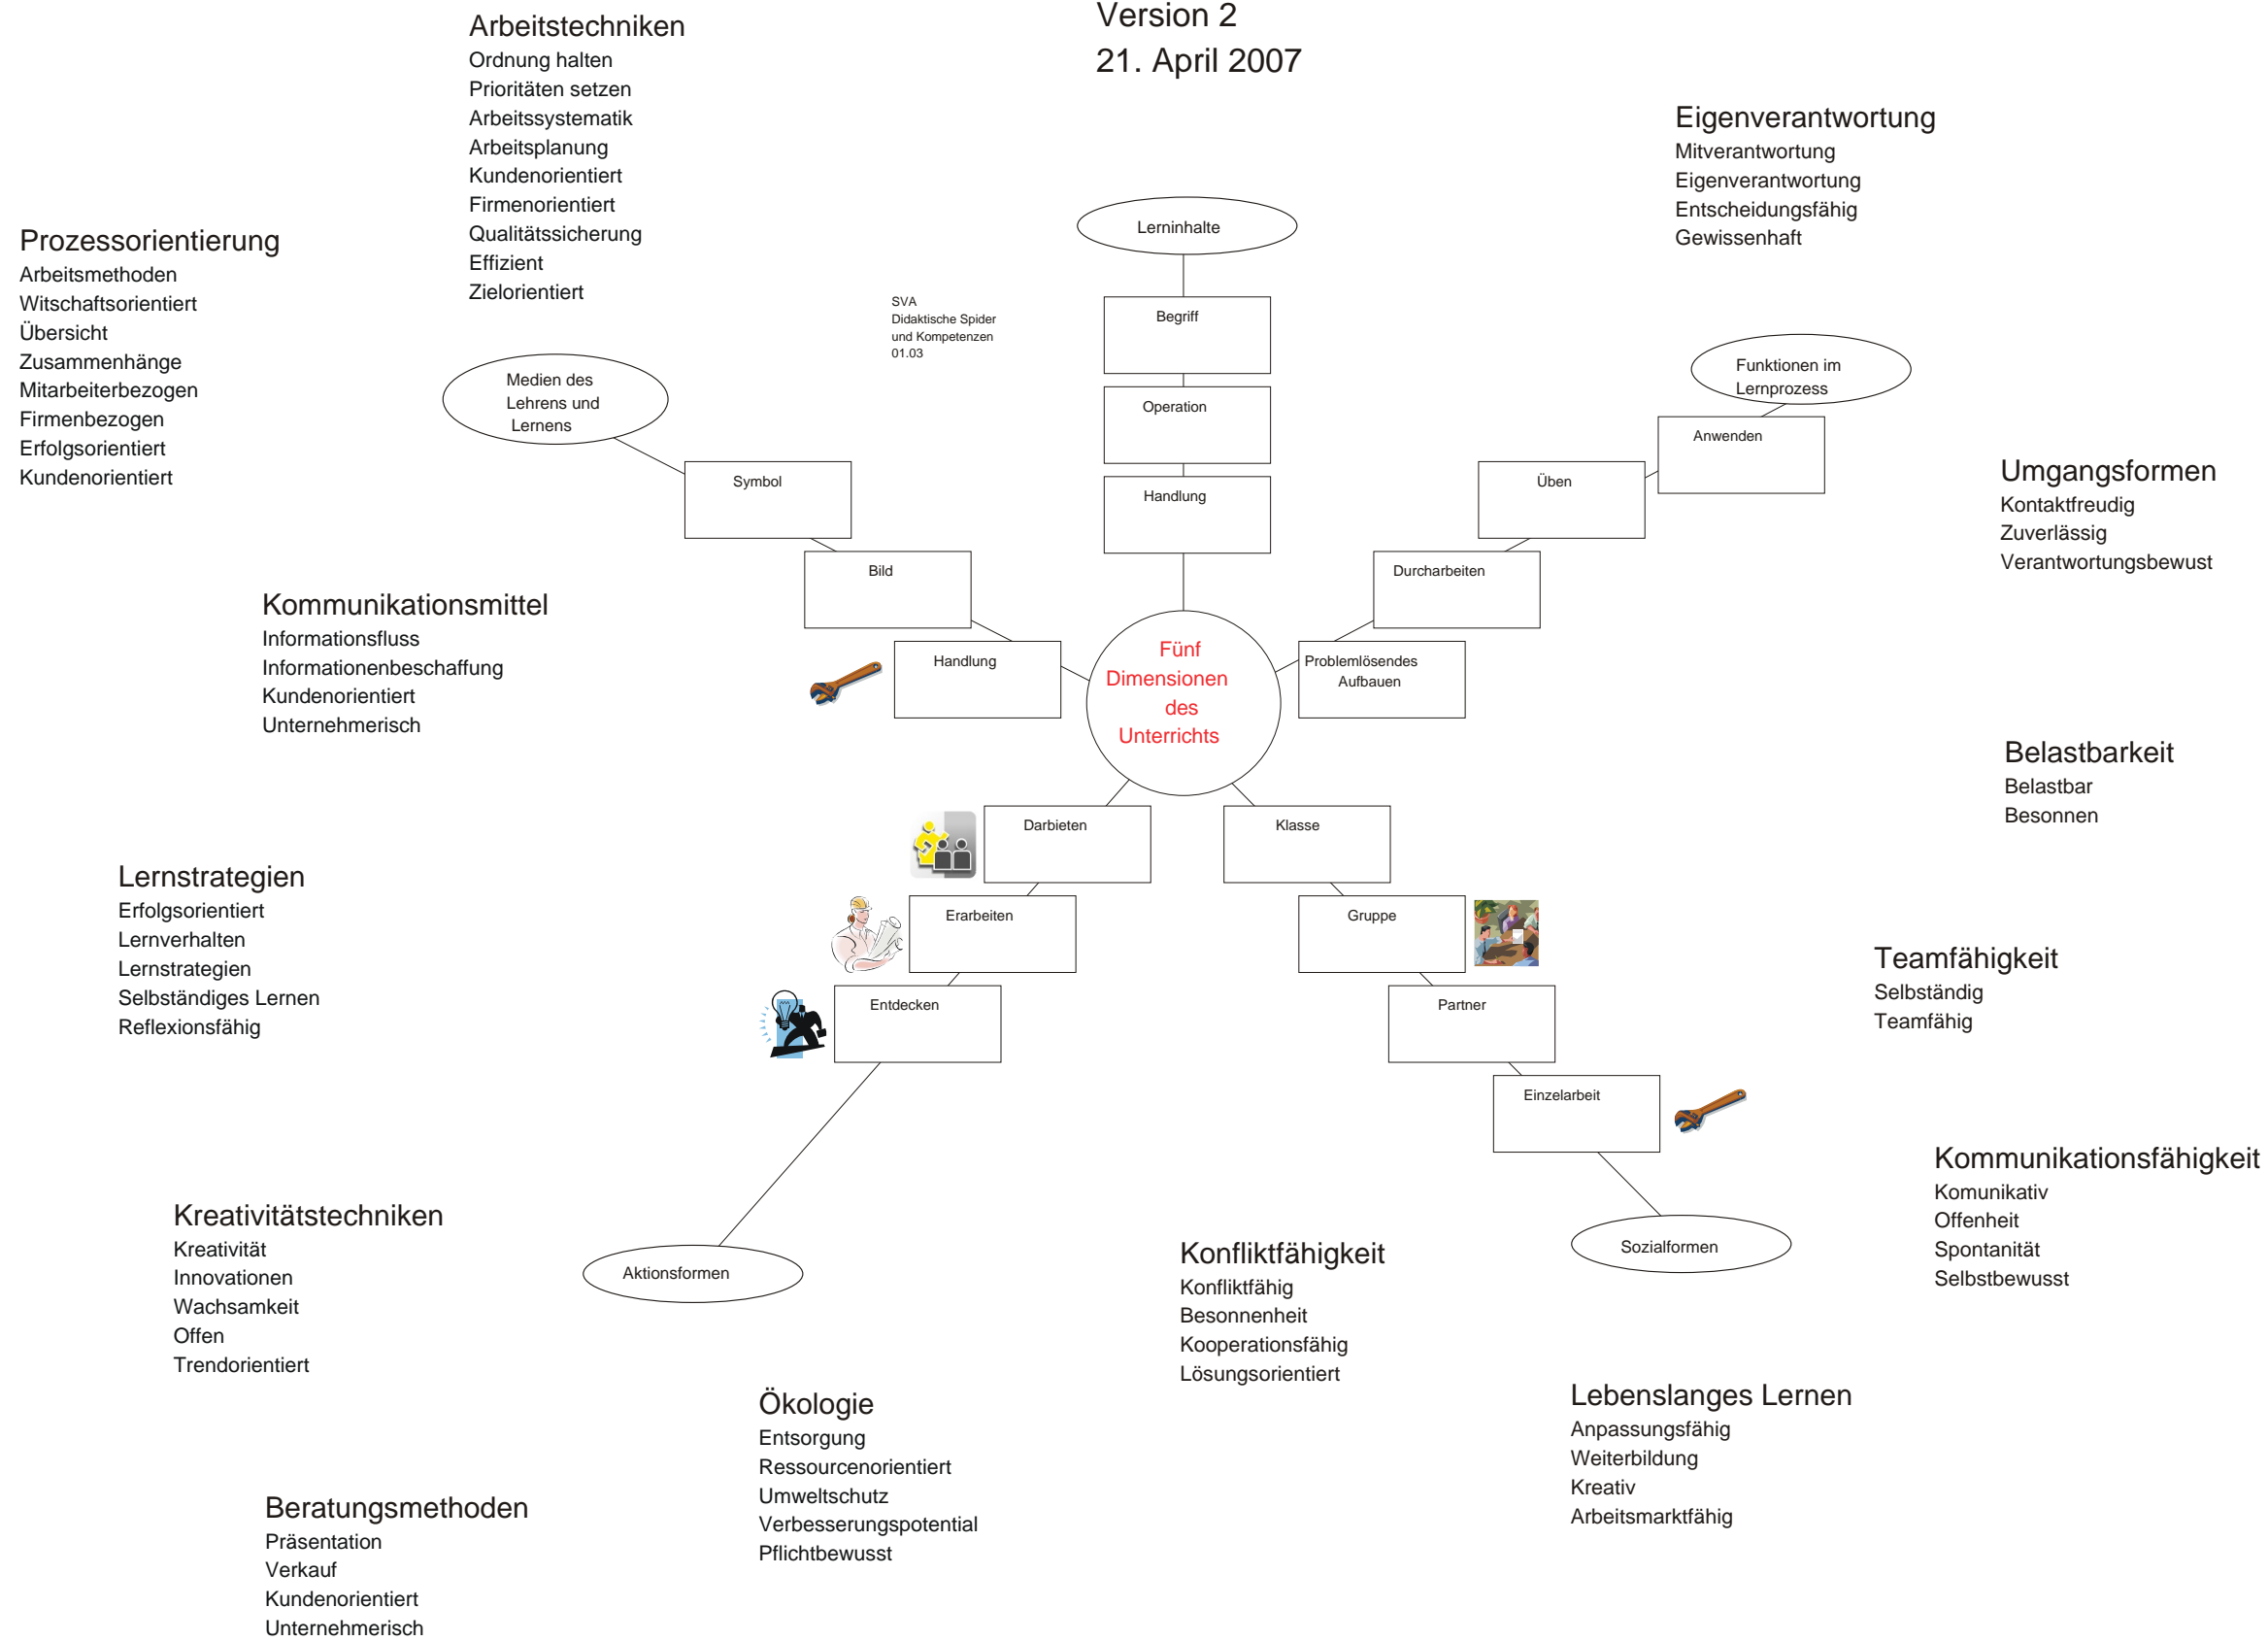 Version 2
21. April 2007
Arbeitstechniken
Ordnung halten
Prioritäten setzen
Arbeitssystematik
Arbeitsplanung
Kundenorientiert
Firmenorientiert
Qualitätssicherung
Effizient
Zielorientiert
Eigenverantwortung
Mitverantwortung
Eigenverantwortung
Entscheidungsfähig
Gewissenhaft
Prozessorientierung
Arbeitsmethoden
Witschaftsorientiert
Übersicht
Zusammenhänge
Mitarbeiterbezogen
Firmenbezogen
Erfolgsorientiert
Kundenorientiert
SVA
Didaktische Spider
und Kompetenzen
01.03
Lerninhalte
Begriff
Operation
Handlung
Medien des
Lehrens und
Lernens
Symbol
Bild
Handlung
Funktionen im
Lernprozess
Anwenden
Üben
Durcharbeiten
Problemlösendes
Aufbauen
Fünf
Dimensionen
des
Unterrichts
Umgangsformen
Kontaktfreudig
Zuverlässig
Verantwortungsbewust
Kommunikationsmittel
Informationsfluss
Informationenbeschaffung
Kundenorientiert
Unternehmerisch
Belastbarkeit
Belastbar
Besonnen
Darbieten
Erarbeiten
Entdecken
Aktionsformen
Klasse
Gruppe
Partner
Einzelarbeit
Sozialformen
Lernstrategien
Erfolgsorientiert
Lernverhalten
Lernstrategien
Selbständiges Lernen
Reflexionsfähig
Teamfähigkeit
Selbständig
Teamfähig
Kommunikationsfähigkeit
Komunikativ
Offenheit
Spontanität
Selbstbewusst
Kreativitätstechniken
Kreativität
Innovationen
Wachsamkeit
Offen
Trendorientiert
Konfliktfähigkeit
Konfliktfähig
Besonnenheit
Kooperationsfähig
Lösungsorientiert
Ökologie
Entsorgung
Ressourcenorientiert
Umweltschutz
Verbesserungspotential
Pflichtbewusst
Lebenslanges Lernen
Anpassungsfähig
Weiterbildung
Kreativ
Arbeitsmarktfähig
Beratungsmethoden
Präsentation
Verkauf
Kundenorientiert
Unternehmerisch